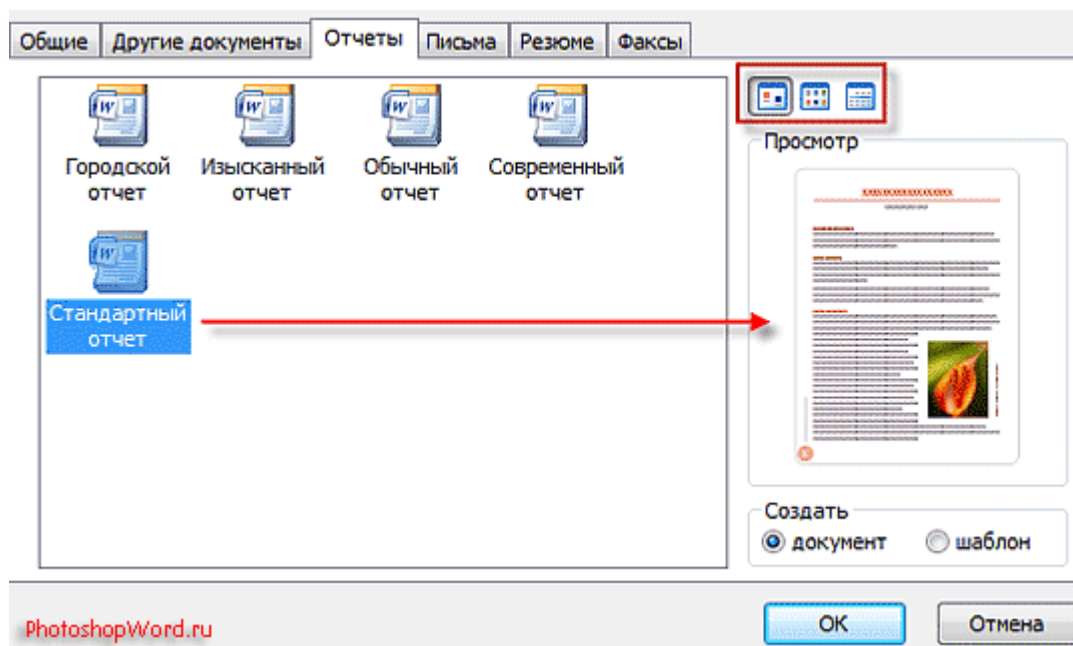 Общие Другие документы Отчеты Письма Резюме Факсы
Городской Изысканный Обычный Современный
отчет отчет отчет отчет
Стандартный
отчет
Просмотр
Создать
документ шаблон
PhotoshopWord.ru
ОК Отмена